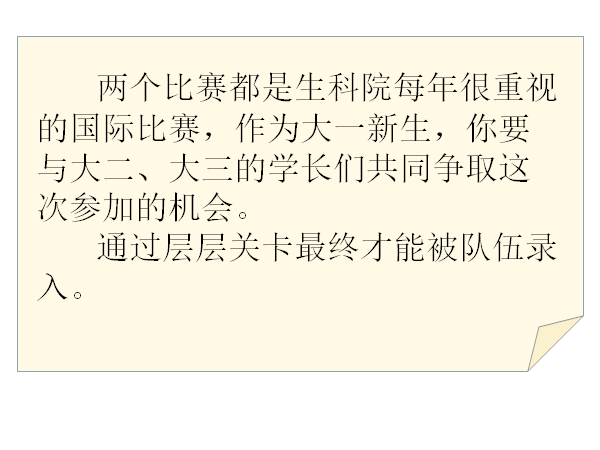 两个比赛都是生科院每年很重视
的国际比赛，作为大一新生，你要
与大二、大三的学长们共同争取这
次参加的机会。
通过层层关卡最终才能被队伍录
入。